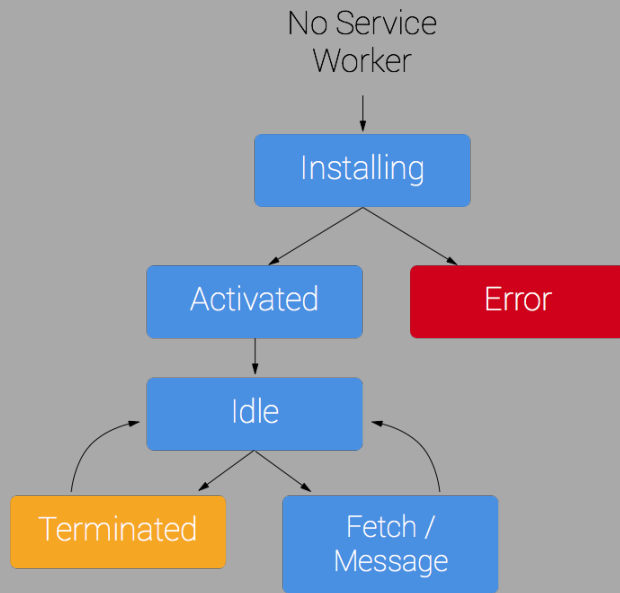 No Service
Worker
Installing
Activated
Error
Idle
Terminated
Fetch /
Message